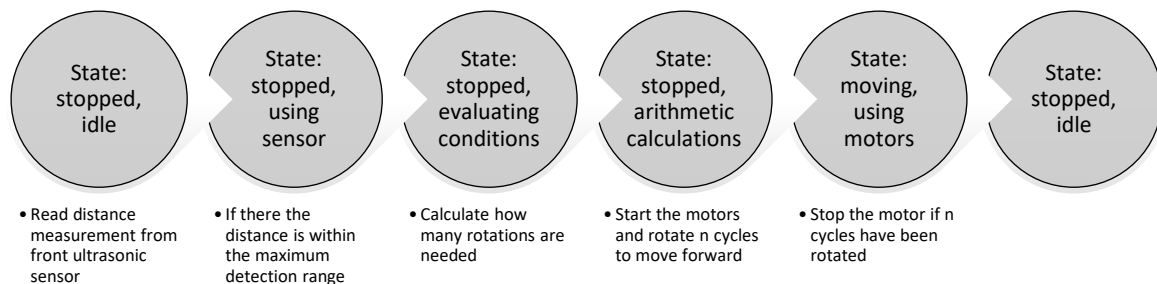 State:
stopped,
idle
State:
stopped,
using
sensor
State:
stopped,
evaluating
conditions
State:
stopped,
arithmetic
calculations
State:
moving,
using
motors
State:
stopped,
idle
• Read distance
measurement from
front ultrasonic
sensor
• If there the
distance is within
the maximum
detection range
• Calculate how
many rotations are
needed
• Start the motors
and rotate n cycles
to move forward
• Stop the motor if n
cycles have been
rotated